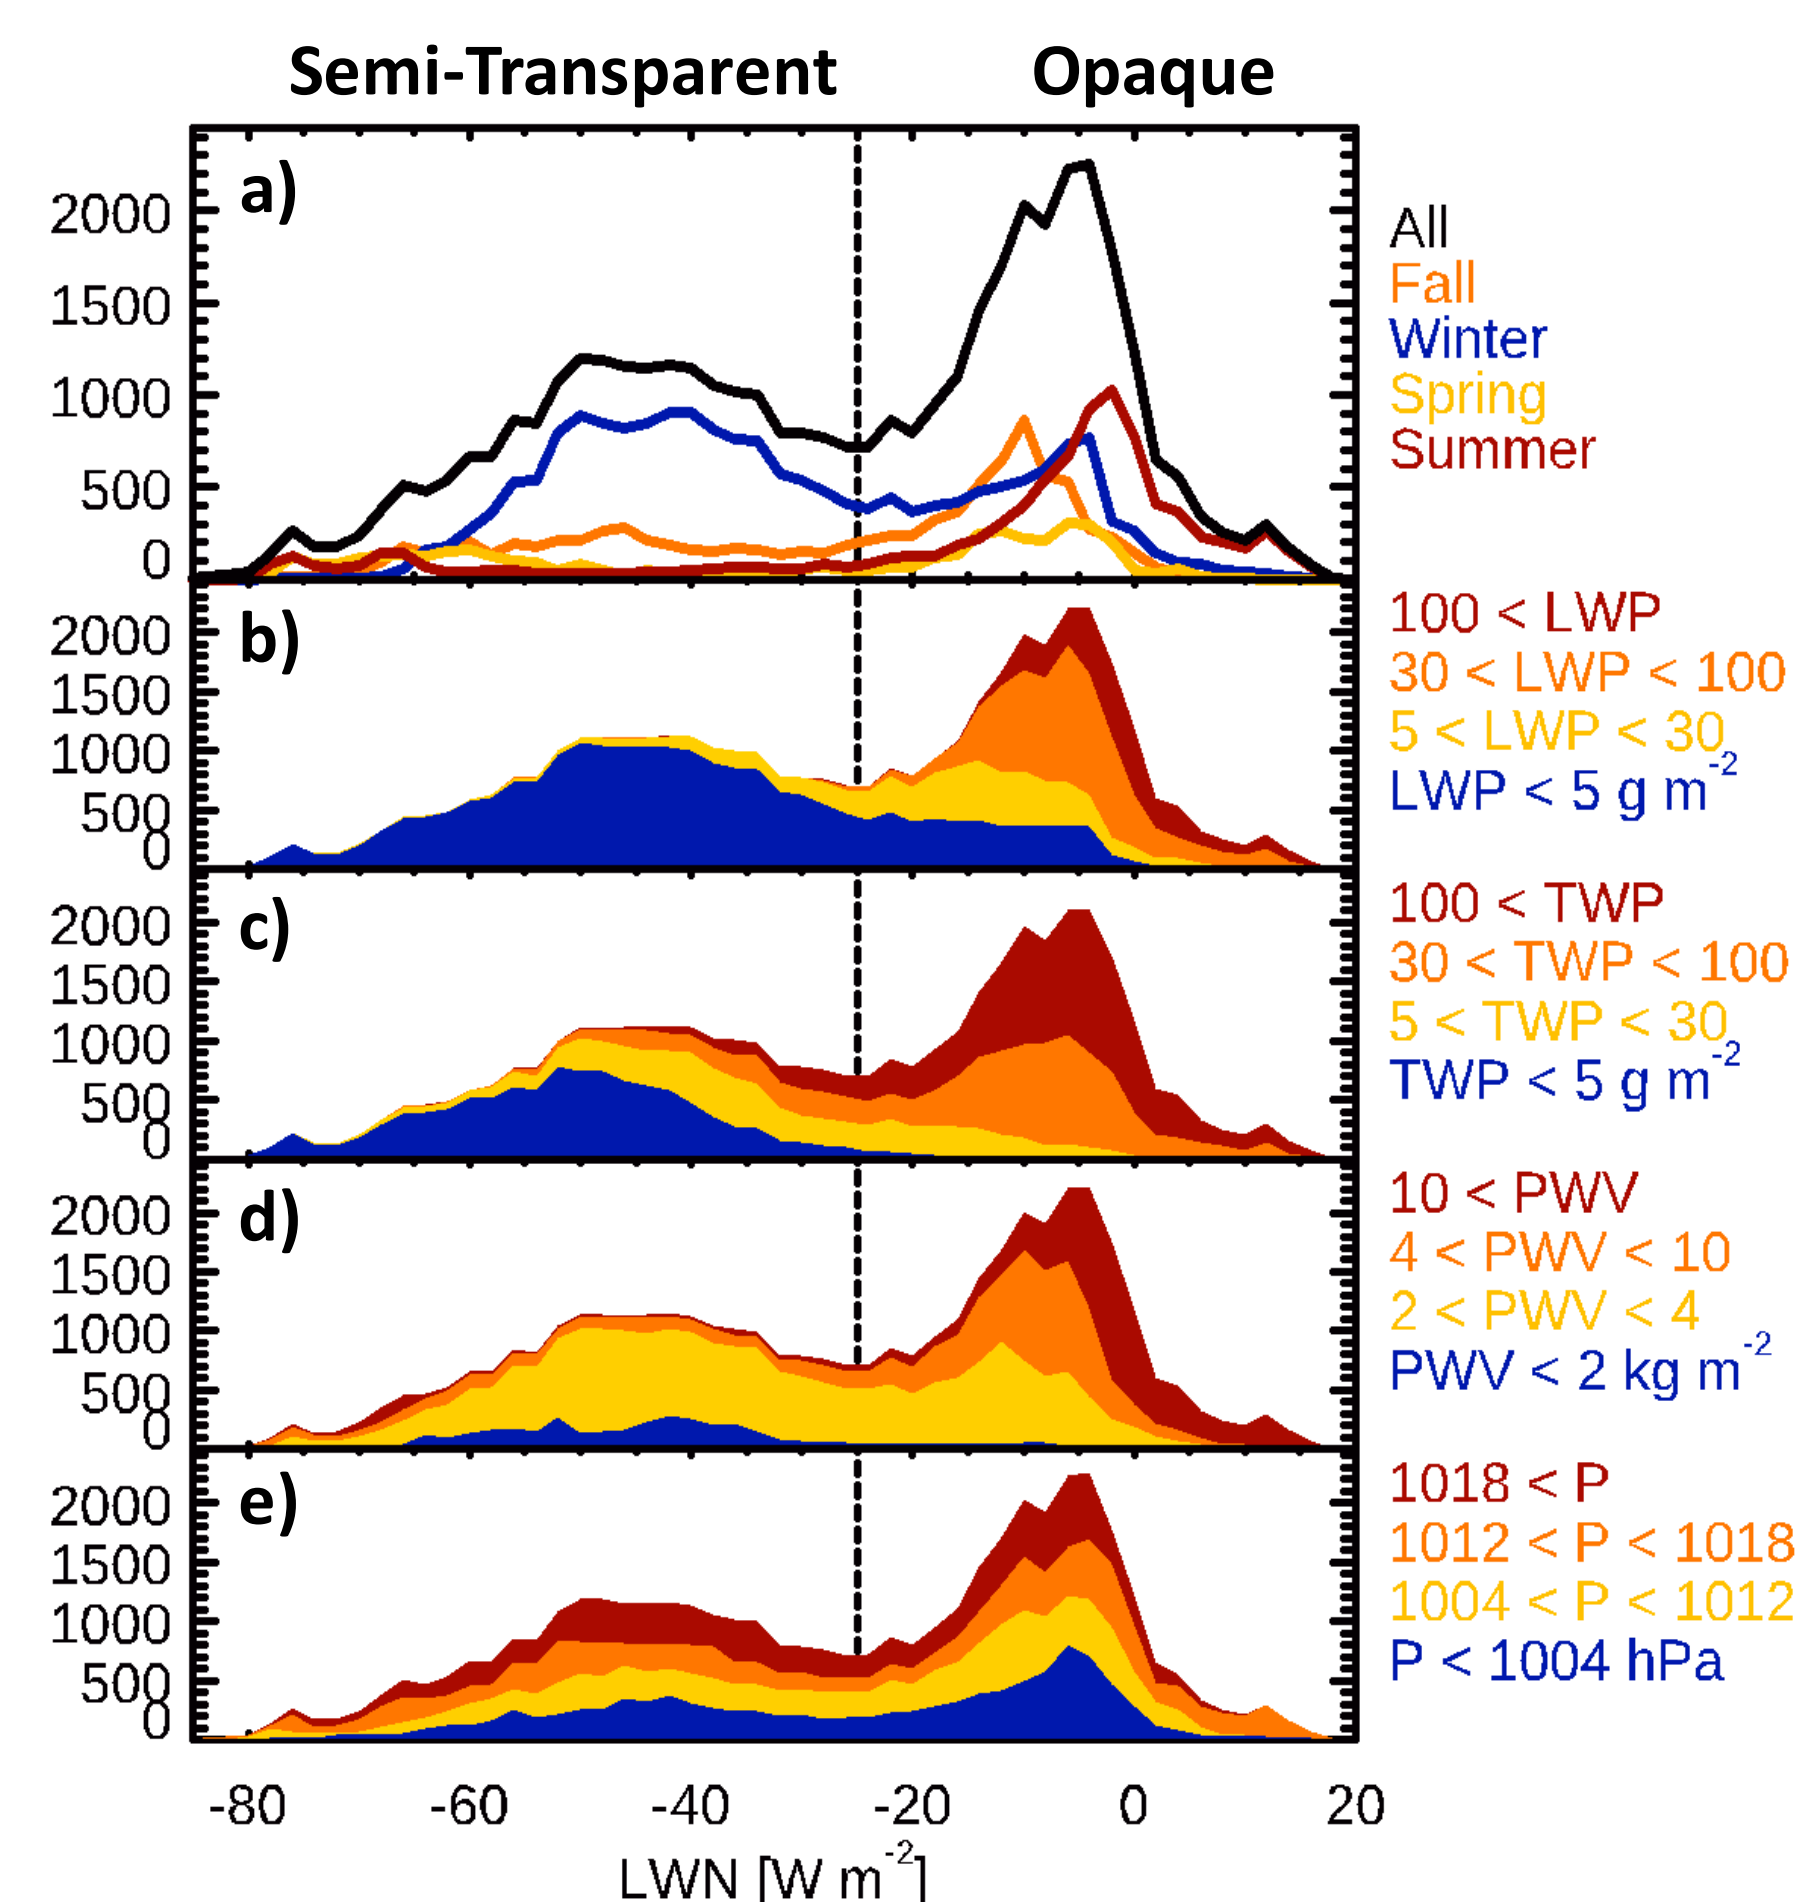 Semi-Transparent Opaque
a)
2000
1500
1000
500
0
All
Fall
Winter
Spring
Summer
b)
2000
1500
1000
500
0
100 < LWP
30 < LWP < 100
5 < LWP < 30
LWP < 5 g m-2
c)
2000
1500
1000
500
0
100 < TWP
30 < TWP < 100
5 < TWP < 30
TWP < 5 g m-2
d)
2000
1500
1000
500
0
10 < PWV
4 < PWV < 10
2 < PWV < 4
PWV < 2 kg m-2
e)
2000
1500
1000
500
0
1018 < P
1012 < P < 1018
1004 < P < 1012
P < 1004 hPa
-80 -60 -40 -20 0 20
LWN [W m-2]